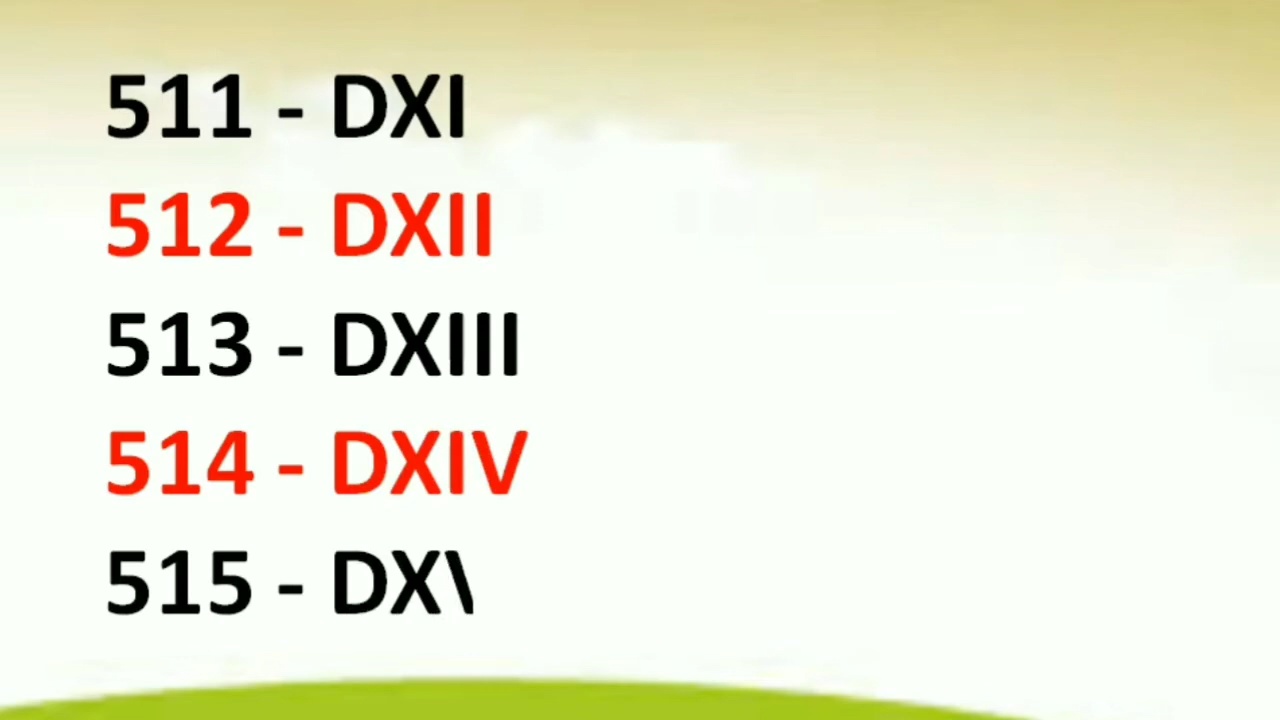 511 - DXI
512 - DXII
513 - DXIII
514 - DXIV
515 - DX\